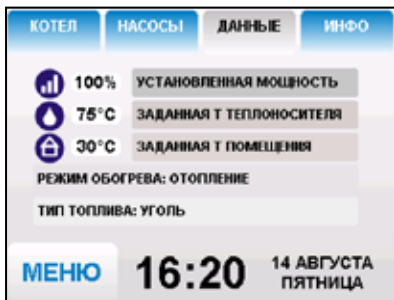 КОТЕЛ НАСОСЫ ДАННЫЕ ИНФО
100% УСТАНОВЛЕННАЯ МОЩНОСТЬ
75°C ЗАДАННАЯ Т ТЕПЛОНОСИТЕЛЯ
30°C ЗАДАННАЯ Т ПОМЕЩЕНИЯ
РЕЖИМ ОБОГРЕВА: ОТОПЛЕНИЕ
ТИП ТОПЛИВА: УГОЛЬ
МЕНЮ 16:20 14 АВГУСТА
ПЯТНИЦА